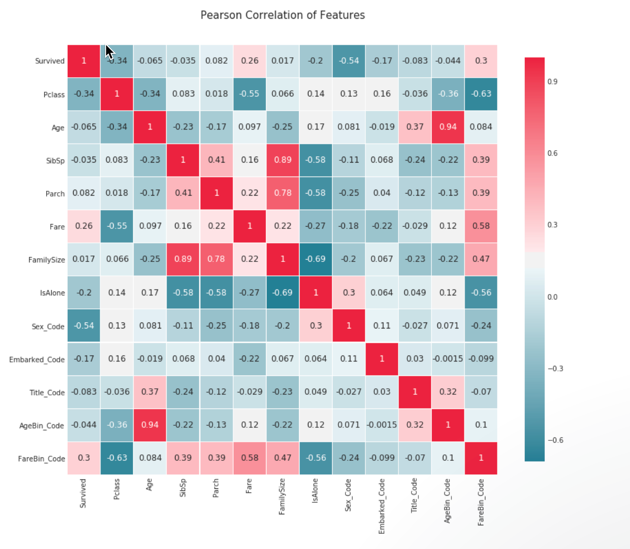 Pearson Correlation of Features
Survived 1 -0.34 -0.065 -0.035 0.082 0.26 0.017 -0.2 -0.54 -0.17 -0.083 -0.044 0.3
Pclass -0.34 1 -0.34 0.083 0.018 -0.55 0.066 0.14 0.13 0.16 -0.036 -0.36 -0.63
Age -0.065 -0.34 1 -0.23 -0.17 0.097 -0.25 0.17 0.081 -0.019 0.37 0.94 0.084
SibSp -0.035 0.083 -0.23 1 0.41 0.16 0.89 -0.58 -0.11 0.068 -0.24 -0.22 0.39
Parch 0.082 0.018 -0.17 0.41 1 0.22 0.78 -0.58 -0.25 0.04 -0.12 -0.13 0.39
Fare 0.26 -0.55 0.097 0.16 0.22 1 0.22 -0.27 -0.18 -0.22 -0.029 0.12 0.58
FamilySize 0.017 0.066 -0.25 0.89 0.78 0.22 1 -0.69 -0.2 0.067 -0.23 -0.22 0.47
IsAlone -0.2 0.14 0.17 -0.58 -0.58 -0.27 -0.69 1 0.3 0.064 0.049 0.12 -0.56
Sex_Code -0.54 0.13 0.081 -0.11 -0.25 -0.18 -0.2 0.3 1 0.11 -0.027 0.071 -0.24
Embarked_Code -0.17 0.16 -0.019 0.068 0.04 -0.22 0.067 0.064 0.11 1 0.03 -0.0015 -0.099
Title_Code -0.083 -0.036 0.37 -0.24 -0.12 -0.029 -0.23 0.049 -0.027 0.03 1 0.32 -0.07
AgeBin_Code -0.044 -0.36 0.94 -0.22 -0.13 0.12 -0.22 0.12 0.071 -0.0015 0.32 1 0.1
FareBin_Code 0.3 -0.63 0.084 0.39 0.39 0.58 0.47 -0.56 -0.24 -0.099 -0.07 0.1 1
Survived Pclass Age SibSp Parch Fare FamilySize IsAlone Sex_Code Embarked_Code Title_Code AgeBin_Code FareBin_Code
0.9
0.6
0.3
0.0
−0.3
−0.6